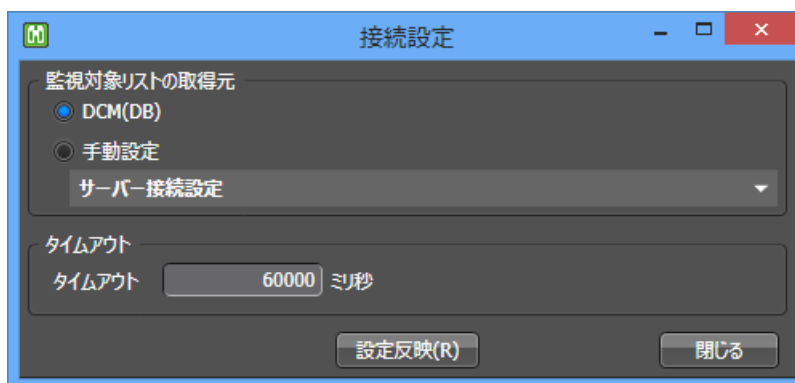 接続設定
監視対象リストの取得元
DCM(DB)
手動設定
サーバー接続設定
タイムアウト
タイムアウト 60000 ミリ秒
設定反映(R) 閉じる